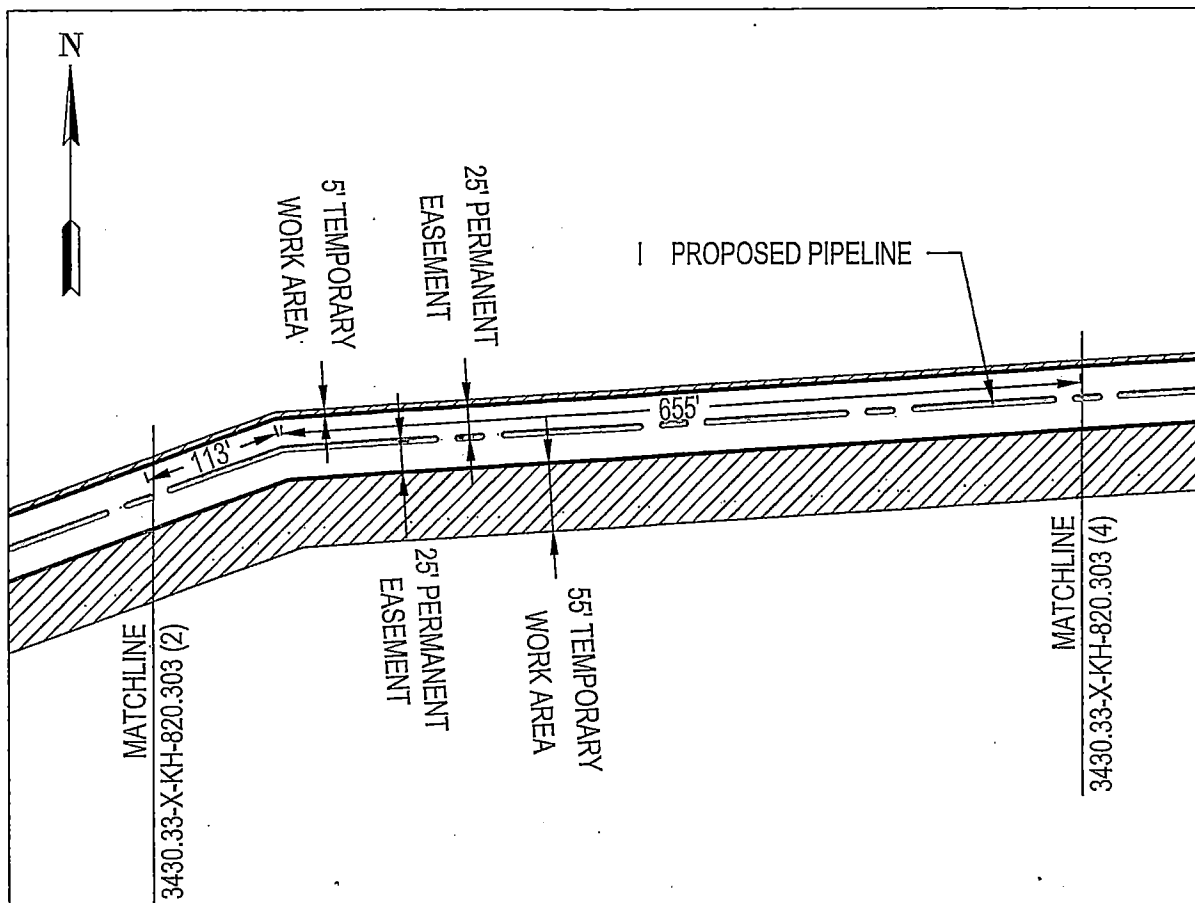 N
5' TEMPORARY
WORK AREA
25' PERMANENT
EASEMENT
I PROPOSED PIPELINE
655'
113'
25' PERMANENT
EASEMENT
55' TEMPORARY
WORK AREA
MATCHLINE
3430.33-X-KH-820.303 (2)
MATCHLINE
3430.33-X-KH-820.303 (4)